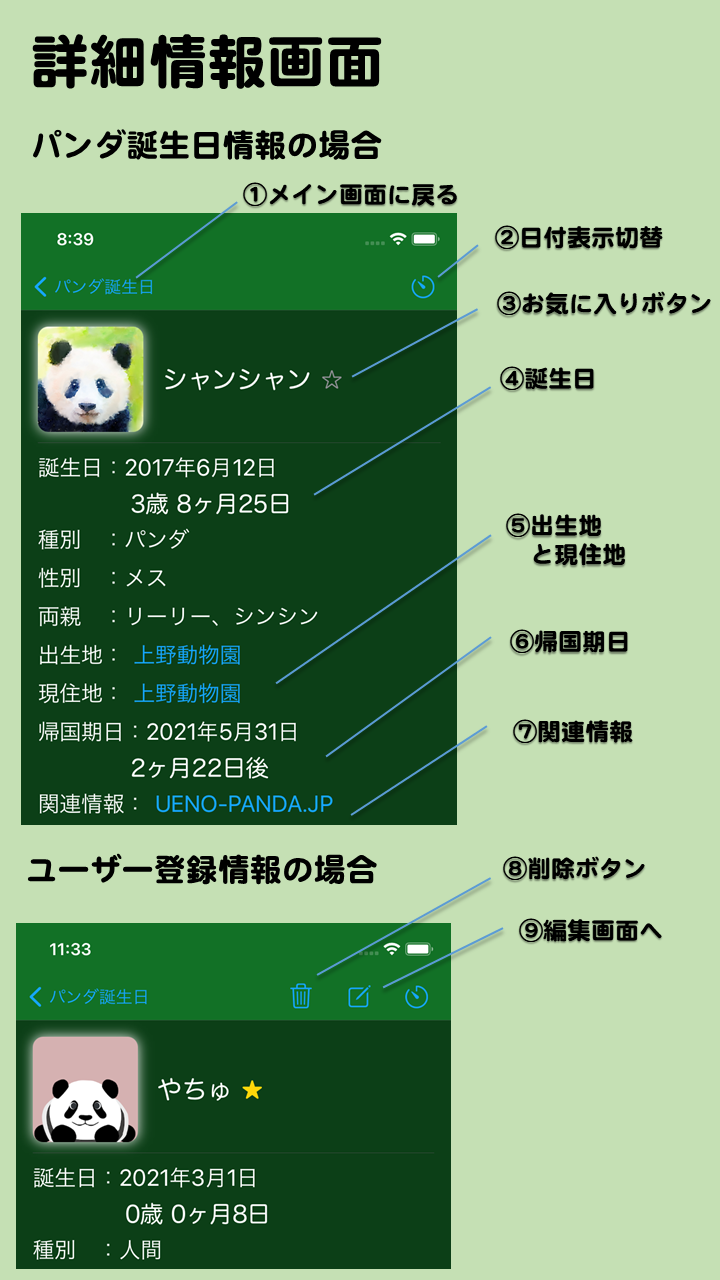 詳細情報画面
パンダ誕生日情報の場合
①メイン画面に戻る
8:39
②日付表示切替
パンダ誕生日
③お気に入りボタン
シャンシャン ☆
④誕生日
誕生日：2017年6月12日
3歳 8ヶ月25日
種別　：パンダ
⑤出生地
と現住地
性別　：メス
両親　：リーリー、シンシン
出生地： 上野動物園
⑥帰国期日
現住地： 上野動物園
帰国期日：2021年5月31日
⑦関連情報
2ヶ月22日後
関連情報： UENO-PANDA.JP
ユーザー登録情報の場合
⑧削除ボタン
⑨編集画面へ
11:33
パンダ誕生日
やちゅ ★
誕生日：2021年3月1日
0歳 0ヶ月8日
種別　：人間